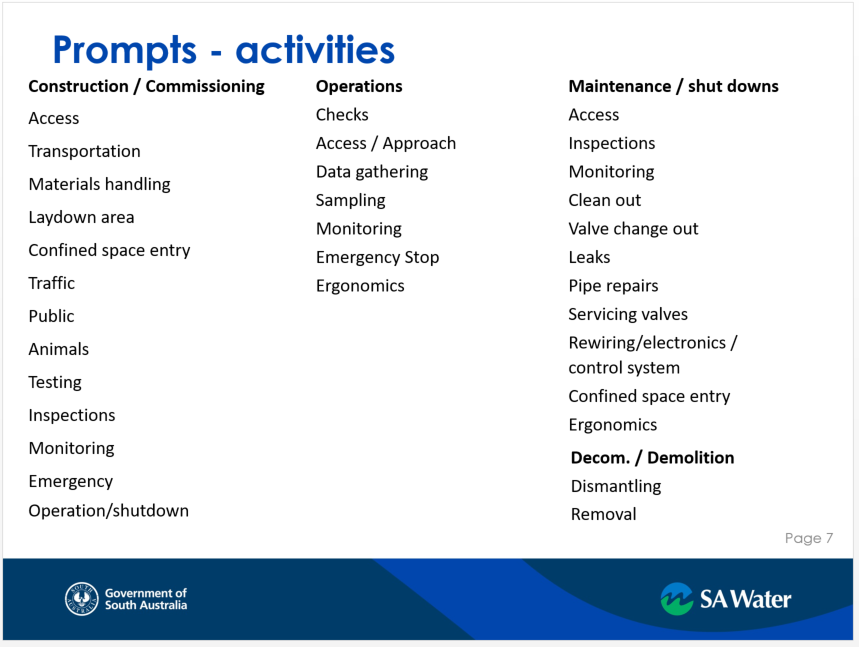 Prompts - activities
Construction / Commissioning
Access
Transportation
Materials handling
Laydown area
Confined space entry
Traffic
Public
Animals
Testing
Inspections
Monitoring
Emergency
Operation/shutdown
Operations
Checks
Access / Approach
Data gathering
Sampling
Monitoring
Emergency Stop
Ergonomics
Maintenance / shut downs
Access
Inspections
Monitoring
Clean out
Valve change out
Leaks
Pipe repairs
Servicing valves
Rewiring/electronics /
control system
Confined space entry
Ergonomics
Decom. / Demolition
Dismantling
Removal
Page 7
Government of
South Australia
SA Water